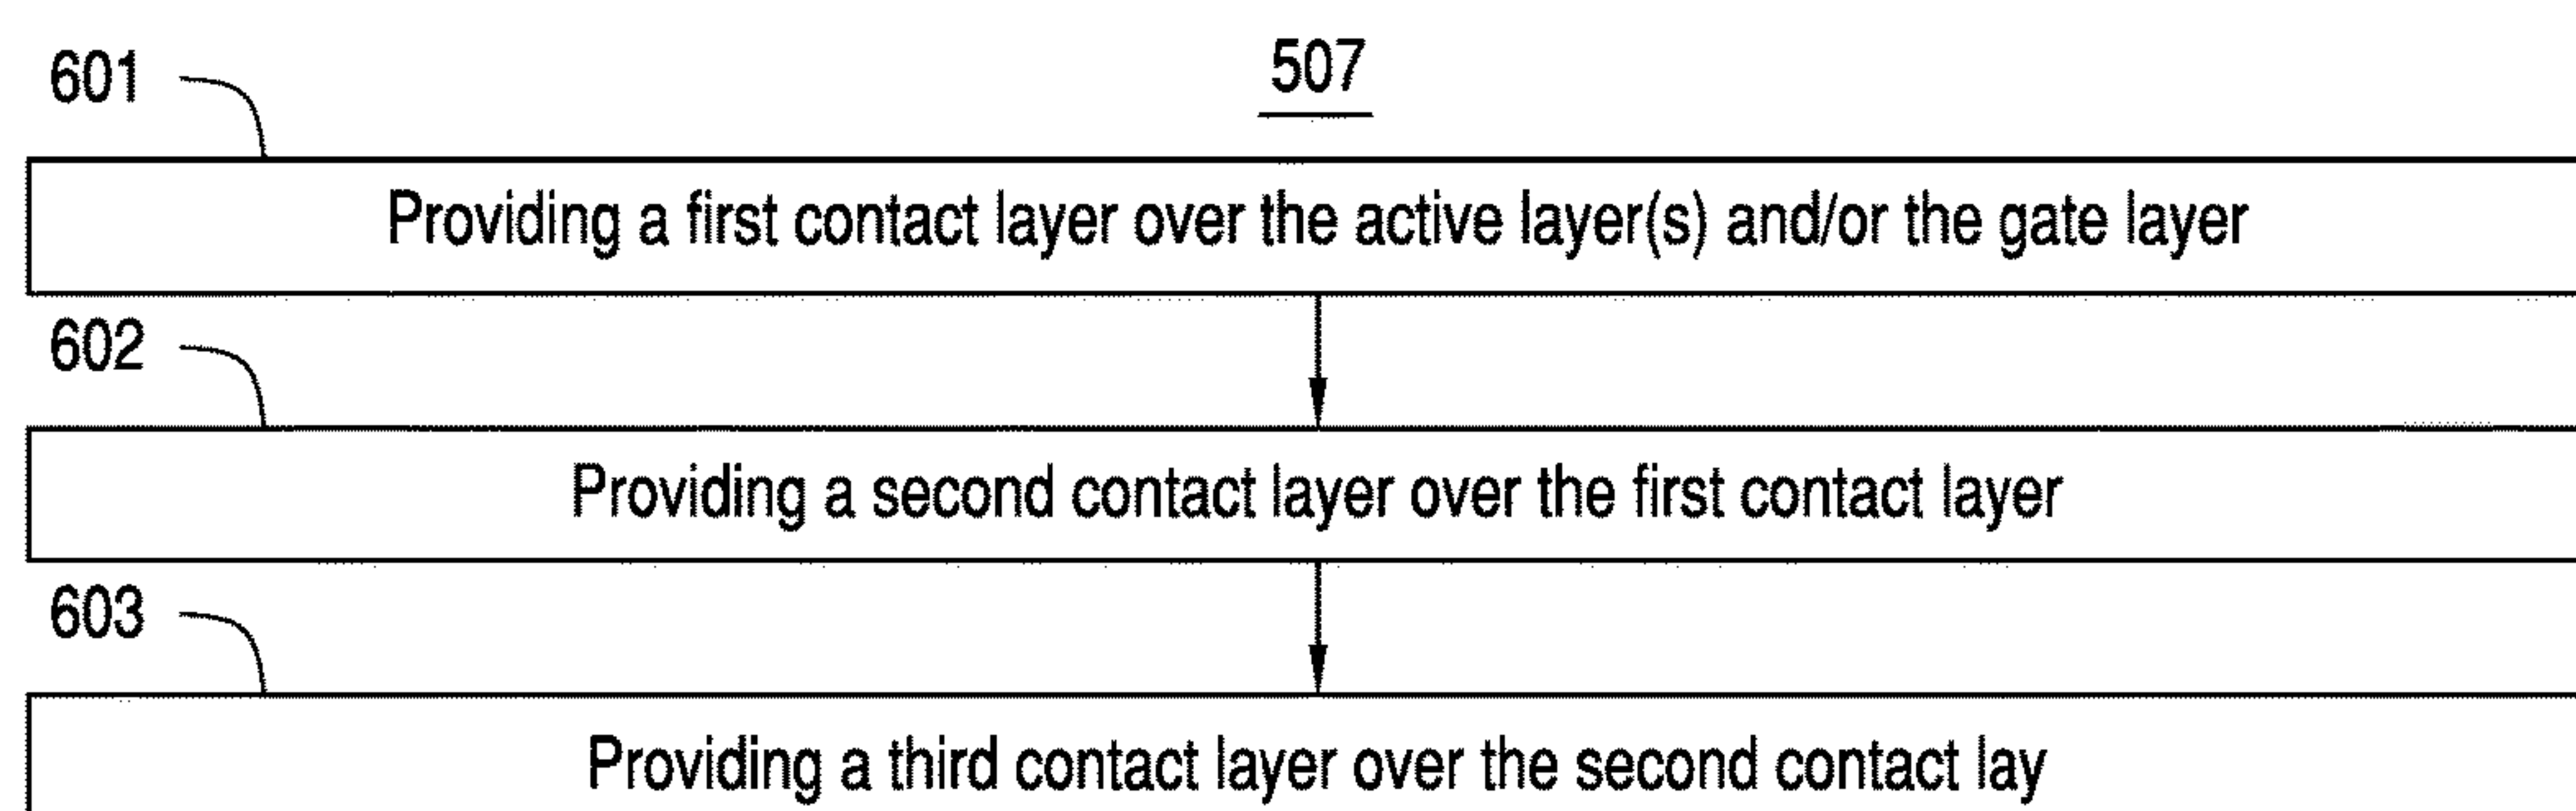 507
601
Providing a first contact layer over the active layer(s) and/or the gate layer
602
Providing a second contact layer over the first contact layer
603
Providing a third contact layer over the second contact lay